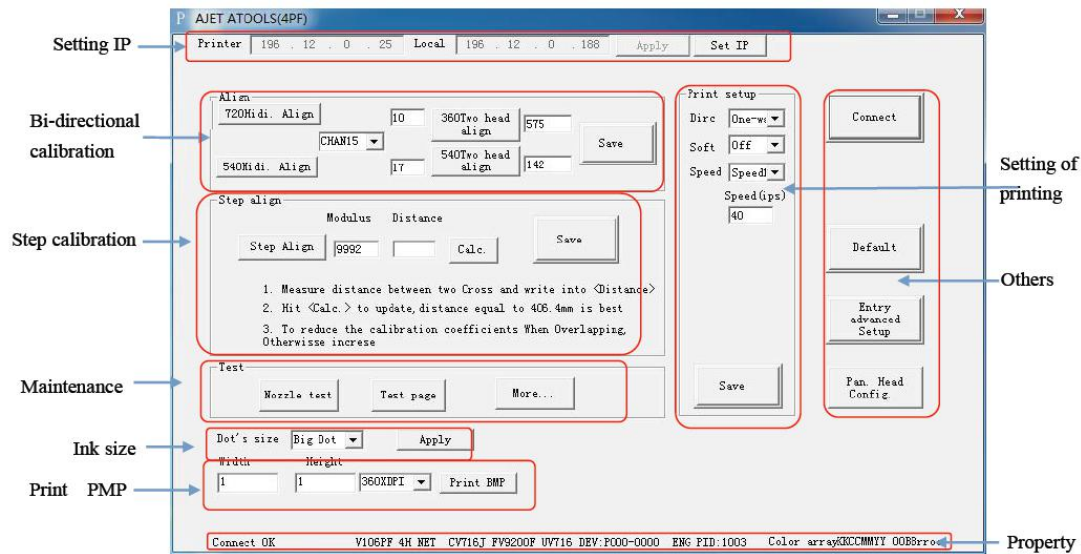 P AJET ATOOLS(4PF)
Setting IP
Printer 196 . 12 . 0 . 25 Local 196 . 12 . 0 . 188 Apply Set IP
Bi-directional
calibration
Align
720Midi. Align
10
360Two head
align
575
CHAN15
Save
540Midi. Align
17
540Two head
align
142
Print setup
Dirc One-wa
Soft Off
Speed Speed1
Speed(ips)
40
Save
Setting of
printing
Connect
Default
Entry
advanced
Setup
Pan. Head
Config.
Others
Step calibration
Step align
Modulus Distance
Step Align 9992 Calc. Save
1. Measure distance between two Cross and write into <Distance>
2. Hit <Calc.> to update, distance equal to 406.4mm is best
3. To reduce the calibration coefficients When Overlapping,
Otherwisse increse
Maintenance
Test
Nozzle test Test page More...
Ink size
Dot's size Big Dot Apply
Print PMP
Width Height
1 1 360XDPI Print BMP
Connect OK V106PF 4H NET CV716J FV9200F UV716 DEV:P000-0000 ENG PID:1003 Color array
Property